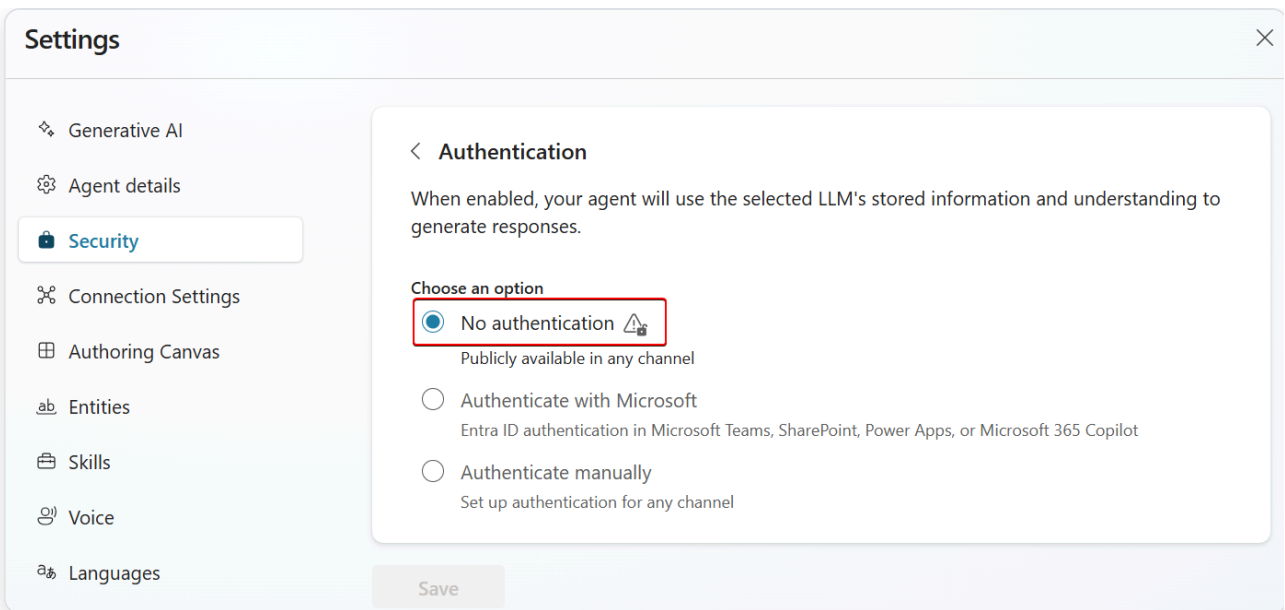 Settings
Generative AI
Agent details
Security
Connection Settings
Authoring Canvas
Entities
Skills
Voice
Languages
Authentication
When enabled, your agent will use the selected LLM's stored information and understanding to
generate responses.
Choose an option
No authentication
Publicly available in any channel
Authenticate with Microsoft
Entra ID authentication in Microsoft Teams, SharePoint, Power Apps, or Microsoft 365 Copilot
Authenticate manually
Set up authentication for any channel
Save